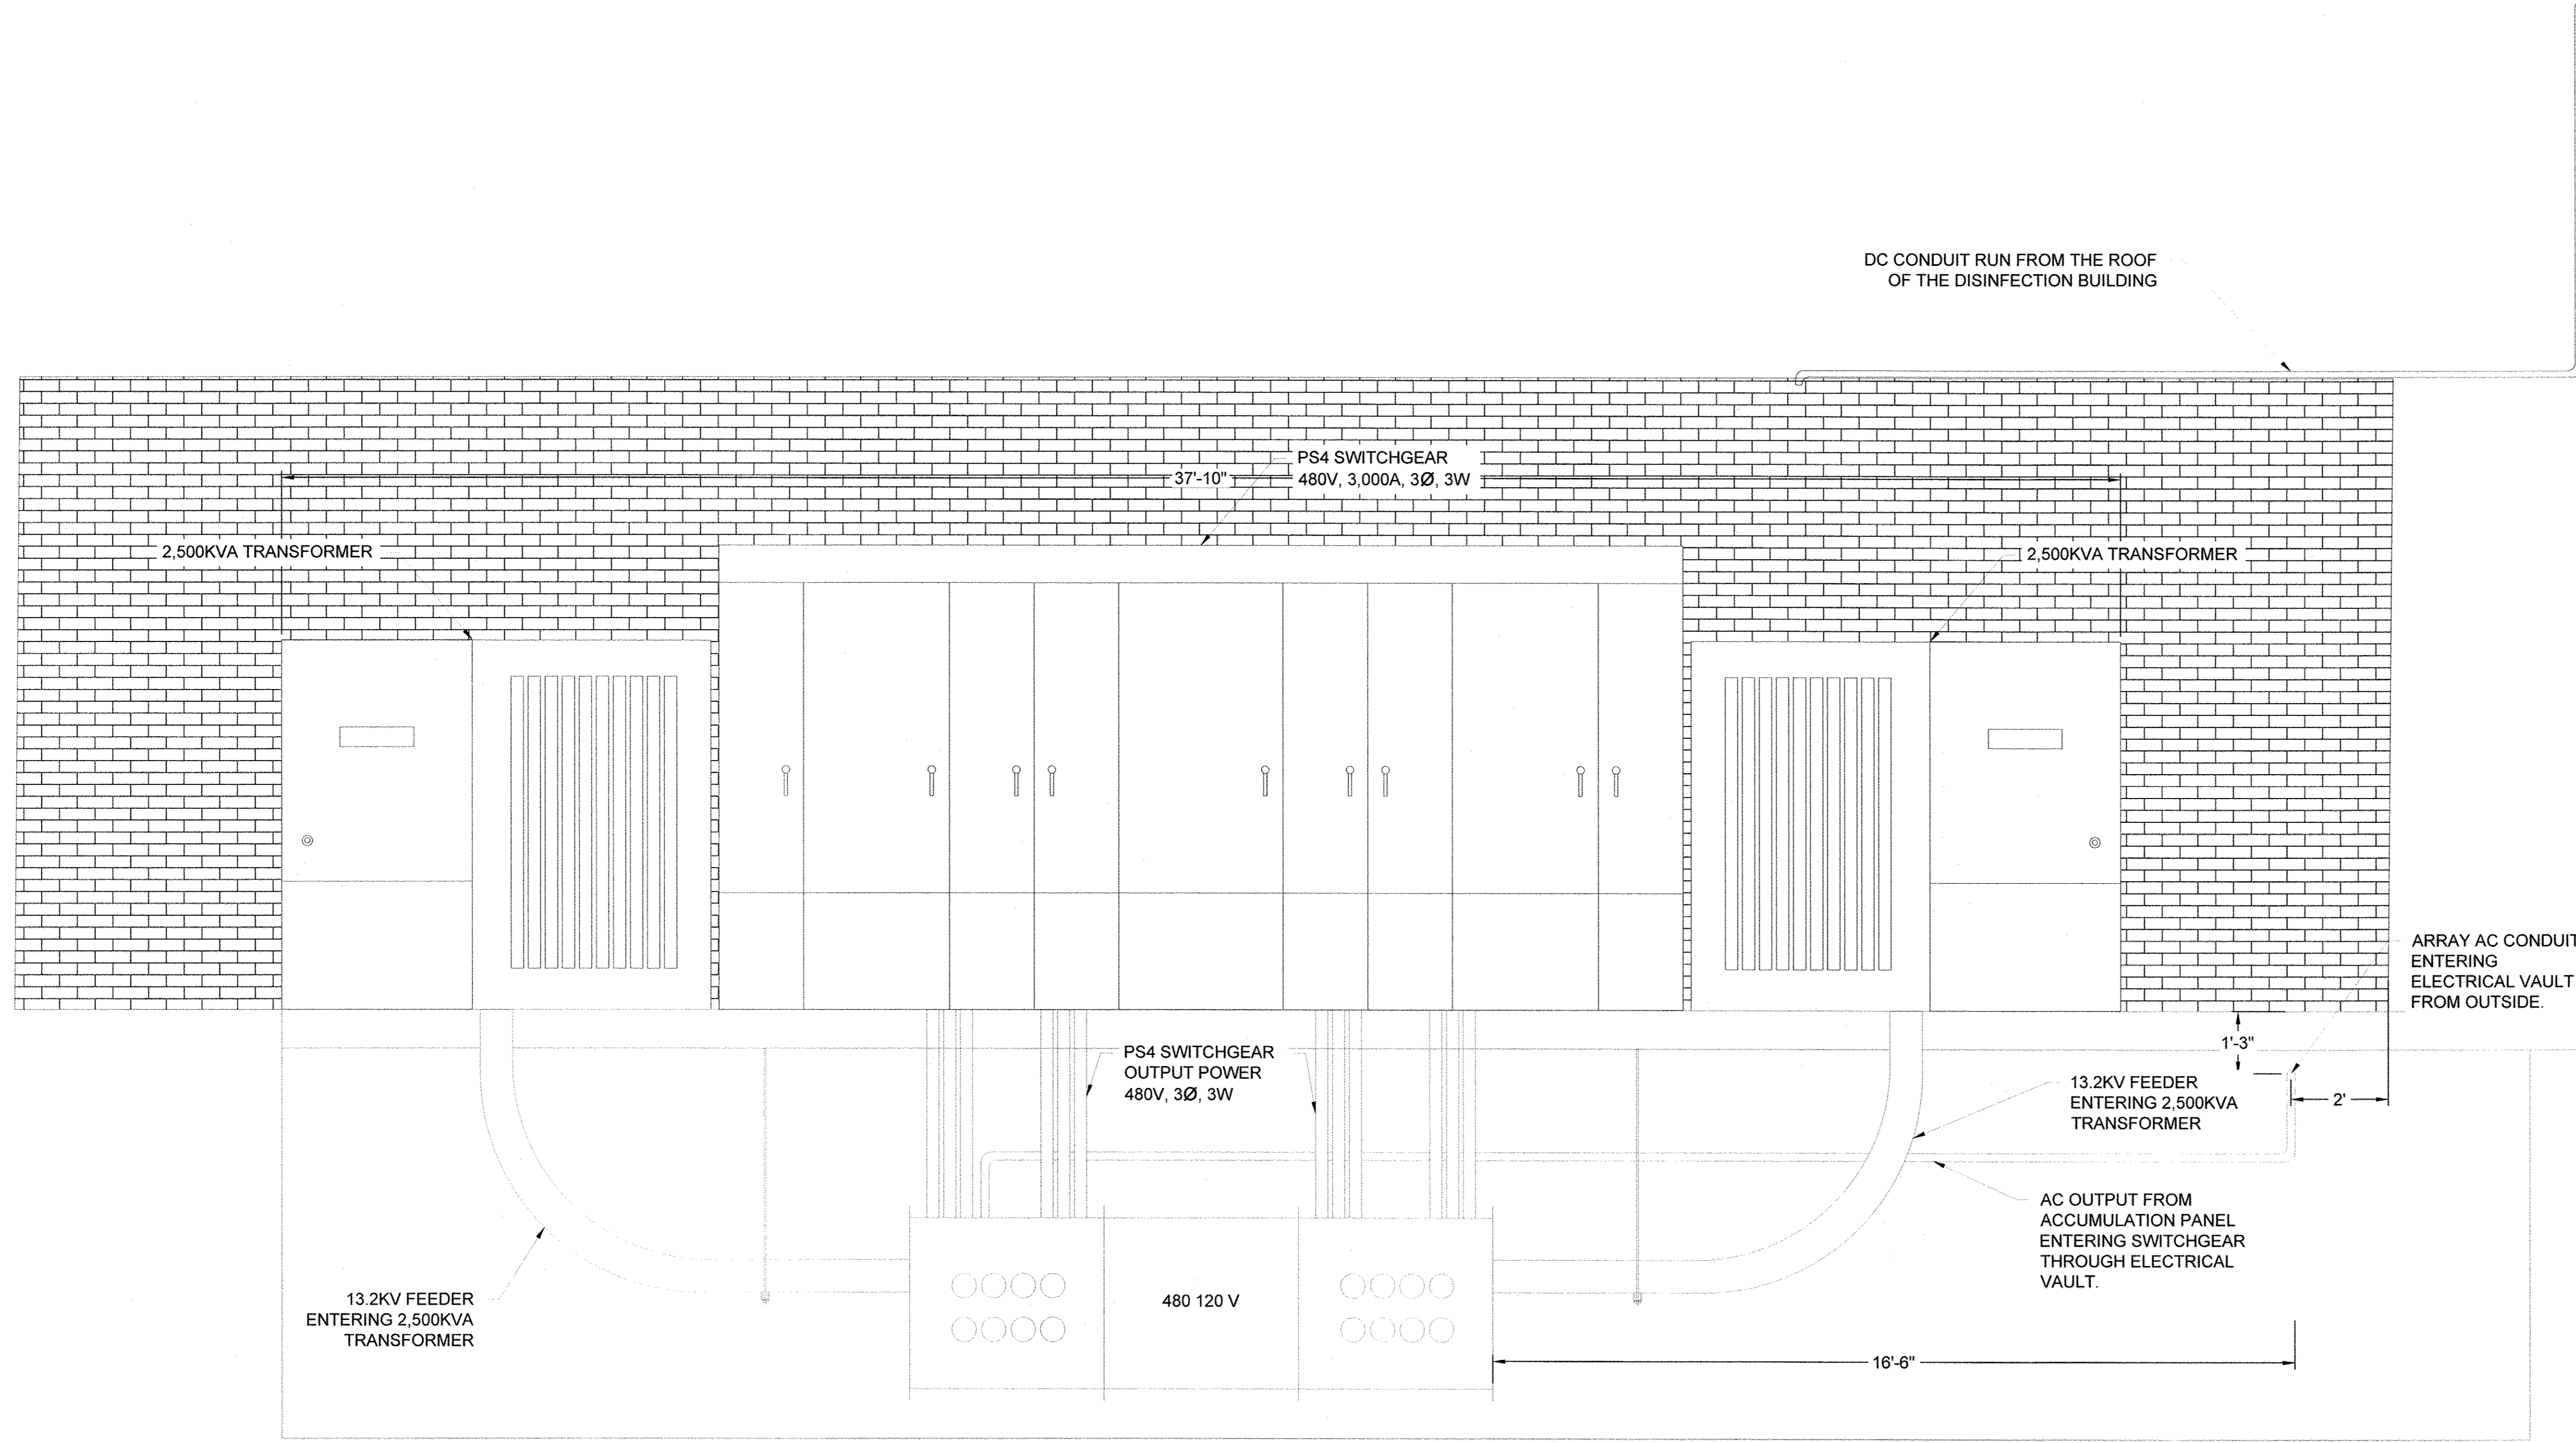 DC CONDUIT RUN FROM THE ROOF
OF THE DISINFECTION BUILDING
PS4 SWITCHGEAR
37'-10"
480V, 3,000A, 3Ø, 3W
2,500KVA TRANSFORMER
2,500KVA TRANSFORMER
ARRAY AC CONDUIT
ENTERING
ELECTRICAL VAULT
FROM OUTSIDE.
1'-3"
PS4 SWITCHGEAR
OUTPUT POWER
480V, 3Ø, 3W
13.2KV FEEDER
ENTERING 2,500KVA
TRANSFORMER
2'
AC OUTPUT FROM
ACCUMULATION PANEL
ENTERING SWITCHGEAR
THROUGH ELECTRICAL
VAULT.
13.2KV FEEDER
ENTERING 2,500KVA
TRANSFORMER
480 120 V
16'-6"